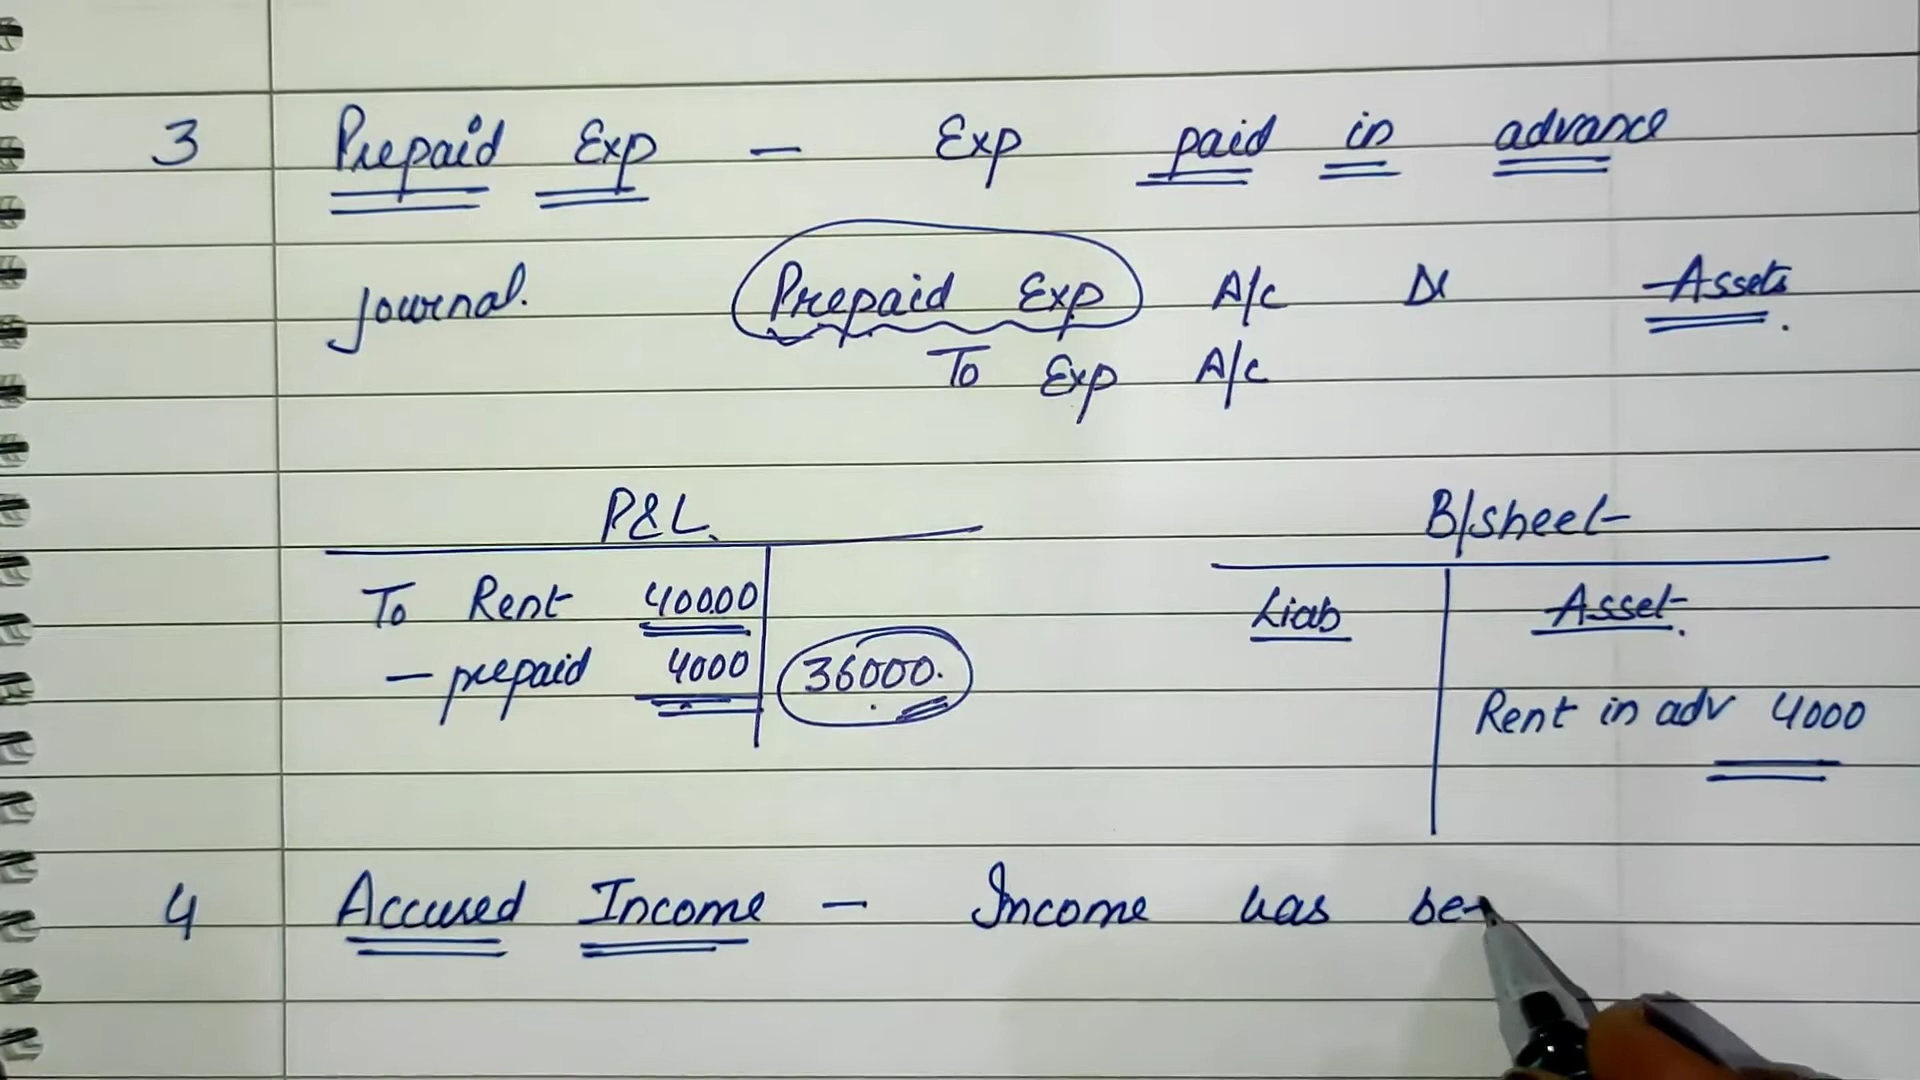 3 Prepaid Exp — Exp paid in advance
Journal. Prepaid Exp A/c Dr Assets.
To Exp A/c
P&L. B/sheet
To Rent 40000 Liab Asset.
— prepaid 4000 36000.
Rent in adv 4000
4 Accured Income — Income has be